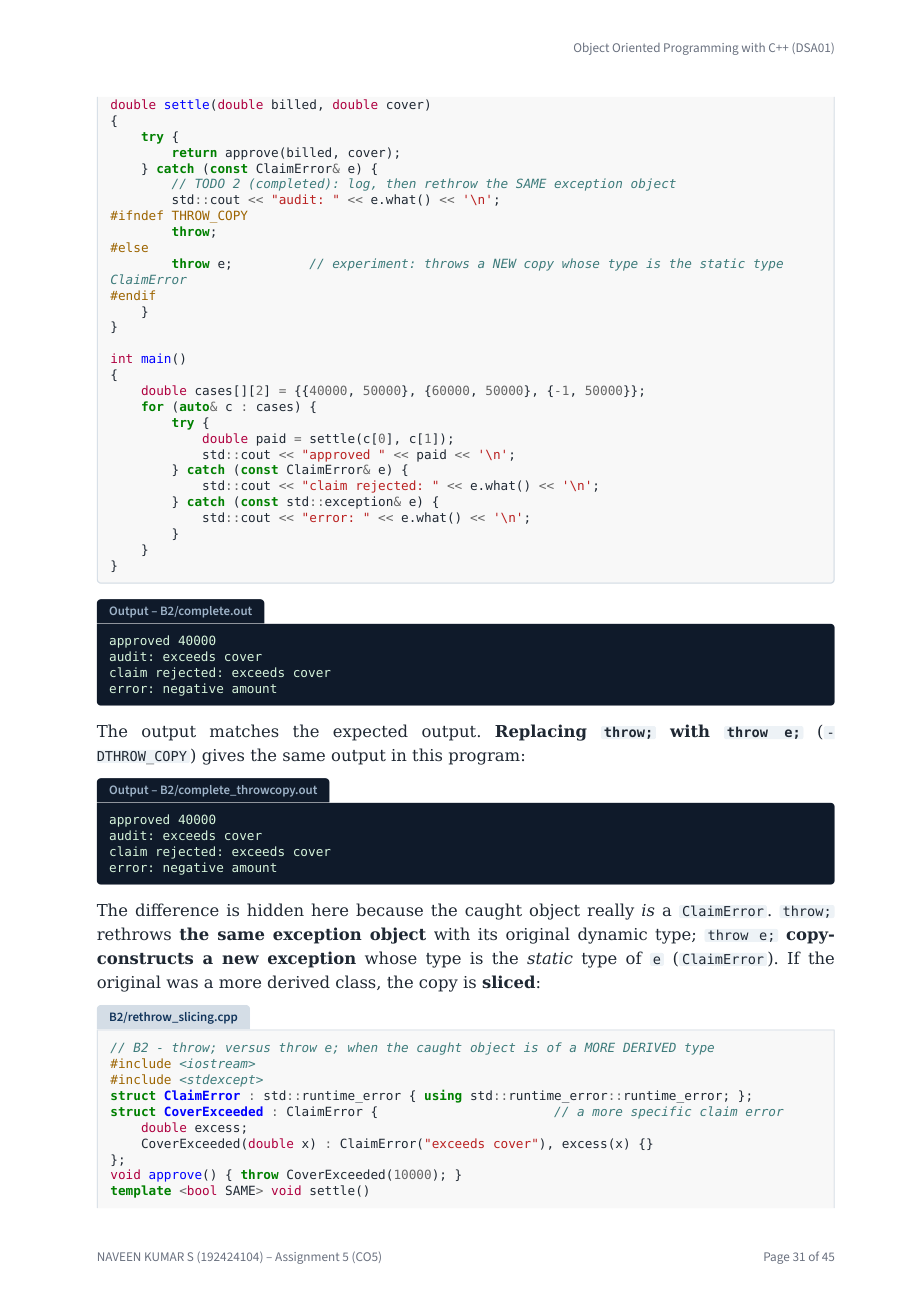 Object Oriented Programming with C++ (DSA01)
double settle(double billed, double cover)
{
    try {
        return approve(billed, cover);
    } catch (const ClaimError& e) {
        // TODO 2 (completed): log, then rethrow the SAME exception object
        std::cout << "audit: " << e.what() << '\n';
#ifndef THROW_COPY
        throw;
#else
        throw e;          // experiment: throws a NEW copy whose type is the static type
ClaimError
#endif
    }
}

int main()
{
    double cases[][2] = {{40000, 50000}, {60000, 50000}, {-1, 50000}};
    for (auto& c : cases) {
        try {
            double paid = settle(c[0], c[1]);
            std::cout << "approved " << paid << '\n';
        } catch (const ClaimError& e) {
            std::cout << "claim rejected: " << e.what() << '\n';
        } catch (const std::exception& e) {
            std::cout << "error: " << e.what() << '\n';
        }
    }
}
Output – B2/complete.out
approved 40000
audit: exceeds cover
claim rejected: exceeds cover
error: negative amount
The output matches the expected output. Replacing throw; with throw e; (-
DTHROW_COPY) gives the same output in this program:
Output – B2/complete_throwcopy.out
approved 40000
audit: exceeds cover
claim rejected: exceeds cover
error: negative amount
The difference is hidden here because the caught object really is a ClaimError. throw;
rethrows the same exception object with its original dynamic type; throw e; copy-
constructs a new exception whose type is the static type of e (ClaimError). If the
original was a more derived class, the copy is sliced:
B2/rethrow_slicing.cpp
// B2 - throw; versus throw e; when the caught object is of a MORE DERIVED type
#include <iostream>
#include <stdexcept>
struct ClaimError : std::runtime_error { using std::runtime_error::runtime_error; };
struct CoverExceeded : ClaimError {                       // a more specific claim error
    double excess;
    CoverExceeded(double x) : ClaimError("exceeds cover"), excess(x) {}
};
void approve() { throw CoverExceeded(10000); }
template <bool SAME> void settle()
NAVEEN KUMAR S (192424104) – Assignment 5 (CO5)
Page 31 of 45